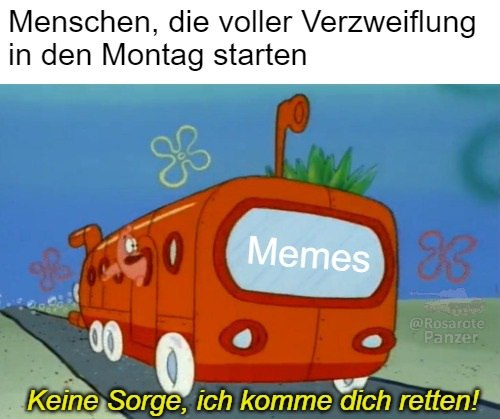 Menschen, die voller Verzweiflung
in den Montag starten
Memes
@Rosarote
Panzer
Keine Sorge, ich komme dich retten!